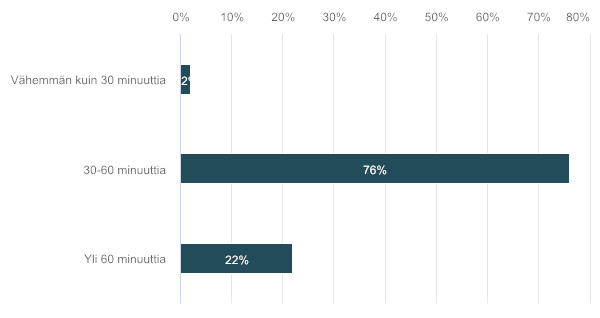 0% 10% 20% 30% 40% 50% 60% 70% 80%
Vähemmän kuin 30 minuuttia 2%
30-60 minuuttia 76%
Yli 60 minuuttia 22%